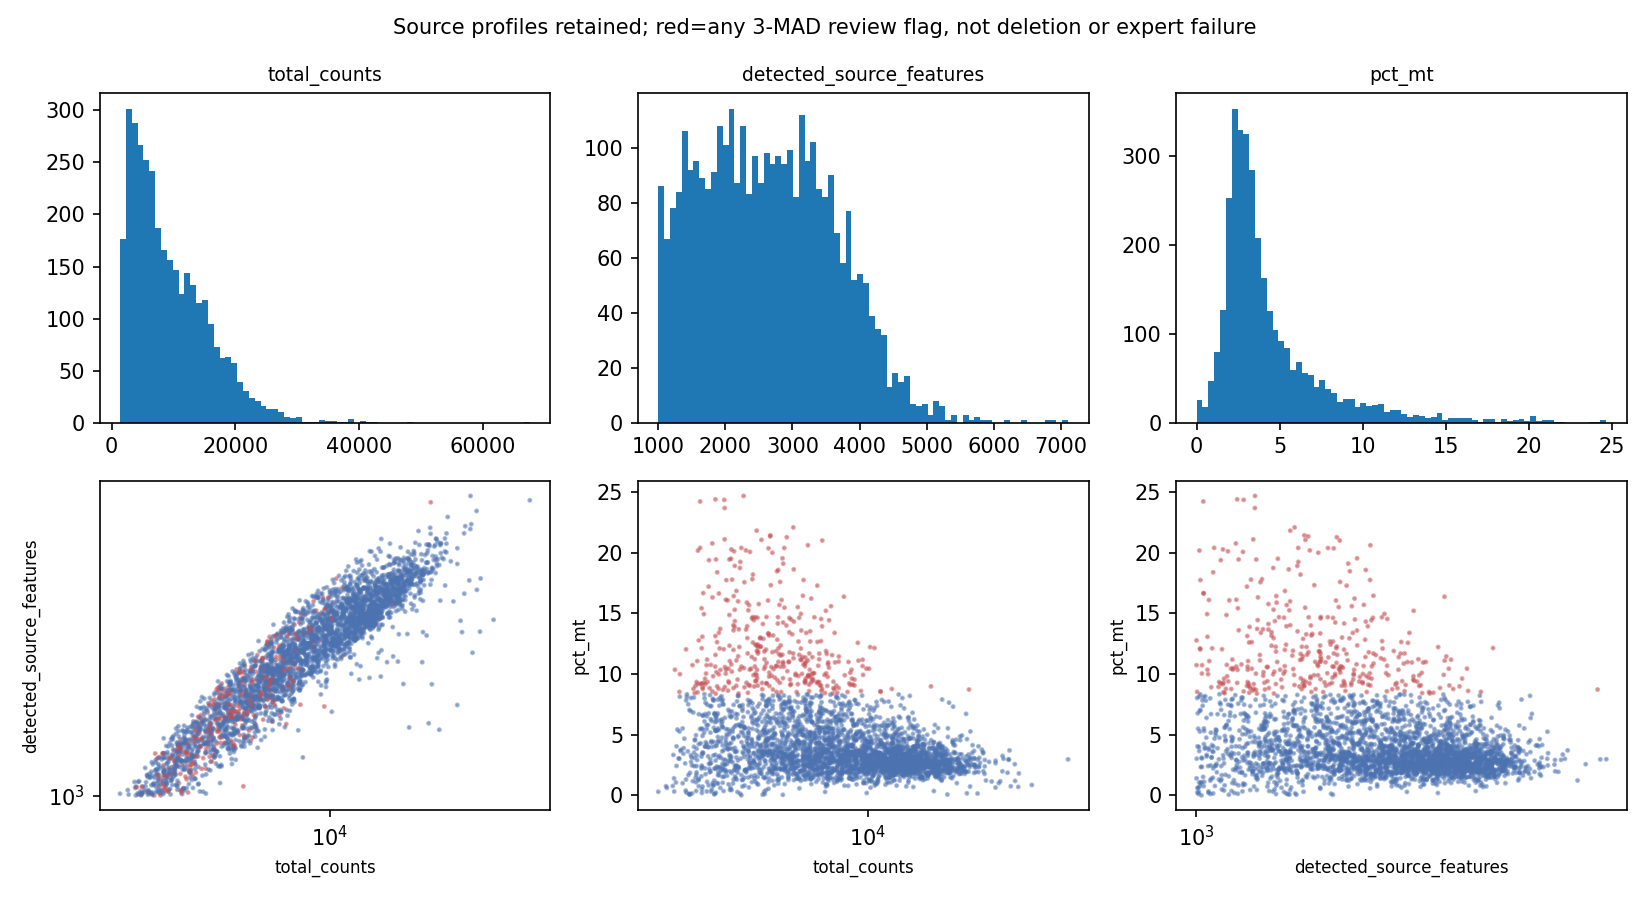 Source profiles retained; red=any 3-MAD review flag, not deletion or expert failure
total_counts
300
250
200
150
100
50
0
0 20000 40000 60000
detected_source_features
100
80
60
40
20
0
1000 2000 3000 4000 5000 6000 7000
pct_mt
300
200
100
0
0 5 10 15 20 25
detected_source_features
10³
10⁴
total_counts
pct_mt
25
20
15
10
5
0
10⁴
total_counts
pct_mt
25
20
15
10
5
0
10³
detected_source_features